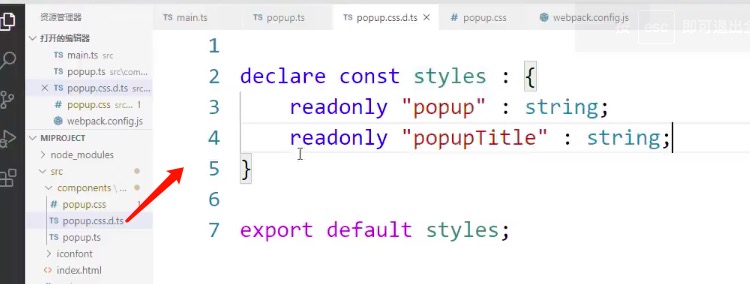 资源管理器
打开的编辑器
TS main.ts src
TS popup.ts src\com...
× TS popup.css.d.ts src...
# popup.css src... 1
webpack.config.js
MIPROJECT
node_modules
src
components \ ...
# popup.css 1
TS popup.css.d.ts
TS popup.ts
iconfont
<> index.html
TS main.ts
TS popup.ts
TS popup.css.d.ts ×
# popup.css
webpack.config.js
按 esc 即可退出全
1
2 declare const styles : {
3 readonly "popup" : string;
4 readonly "popupTitle" : string;
5 }
6
7 export default styles;